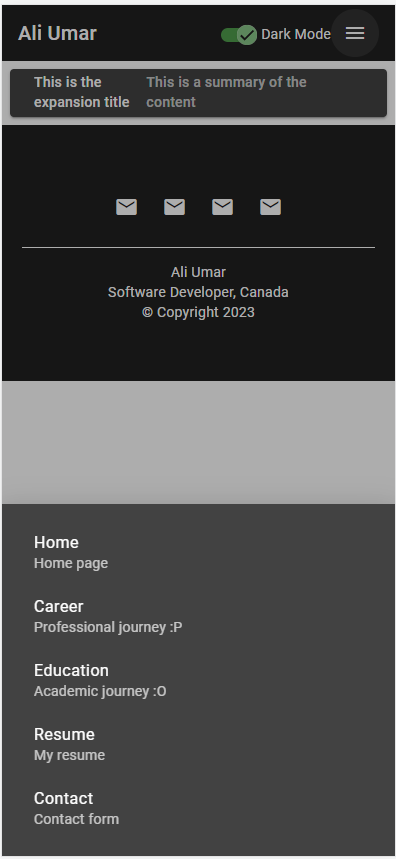 Ali Umar
Dark Mode
This is the expansion title
This is a summary of the content
Ali Umar
Software Developer, Canada
© Copyright 2023
Home
Home page
Career
Professional journey :P
Education
Academic journey :O
Resume
My resume
Contact
Contact form